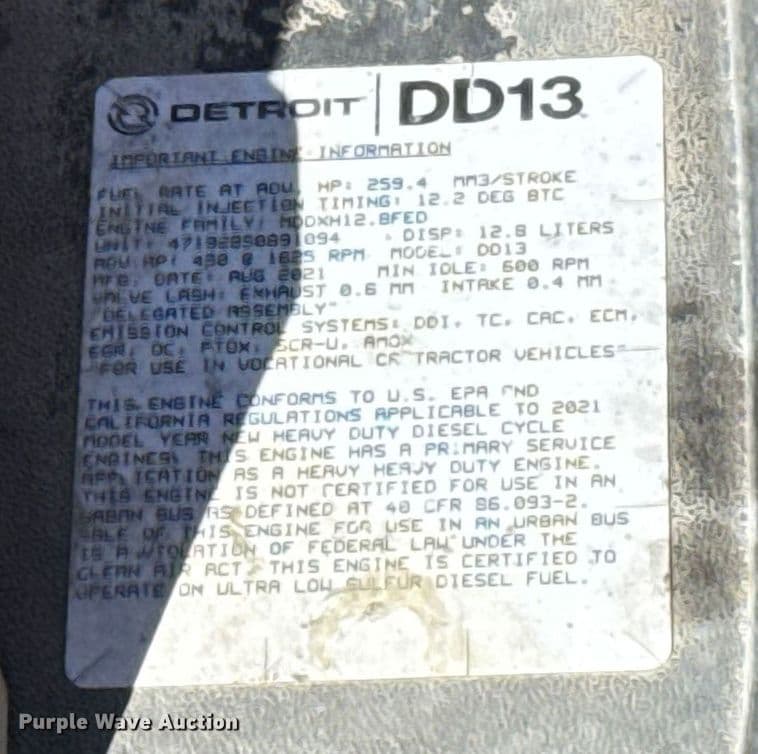 DETROIT | DD13
IMPORTANT ENGINE INFORMATION
FUEL RATE AT ADV. HP: 259.4 MM3/STROKE
INITIAL INJECTION TIMING: 12.2 DEG BTC
ENGINE FAMILY: MDDXH12.8FED
UNIT: 471928S0891094 DISP: 12.8 LITERS
ADV HP: 450 @ 1625 RPM MODEL: DD13
MFG. DATE: AUG 2021 MIN IDLE: 600 RPM
VALVE LASH: EXHAUST 0.6 MM INTAKE 0.4 MM
"DELEGATED ASSEMBLY"
EMISSION CONTROL SYSTEMS: DDI, TC, CAC, ECM,
EGR, OC, PTOX, SCR-U, AMOX
"FOR USE IN VOCATIONAL OR TRACTOR VEHICLES"
THIS ENGINE CONFORMS TO U.S. EPA AND
CALIFORNIA REGULATIONS APPLICABLE TO 2021
MODEL YEAR NEW HEAVY DUTY DIESEL CYCLE
ENGINES. THIS ENGINE HAS A PRIMARY SERVICE
APPLICATION AS A HEAVY HEAVY DUTY ENGINE.
THIS ENGINE IS NOT CERTIFIED FOR USE IN AN
URBAN BUS AS DEFINED AT 40 CFR 86.093-2.
SALE OF THIS ENGINE FOR USE IN AN URBAN BUS
IS A VIOLATION OF FEDERAL LAW UNDER THE
CLEAN AIR ACT. THIS ENGINE IS CERTIFIED TO
OPERATE ON ULTRA LOW SULFUR DIESEL FUEL.
Purple Wave Auction